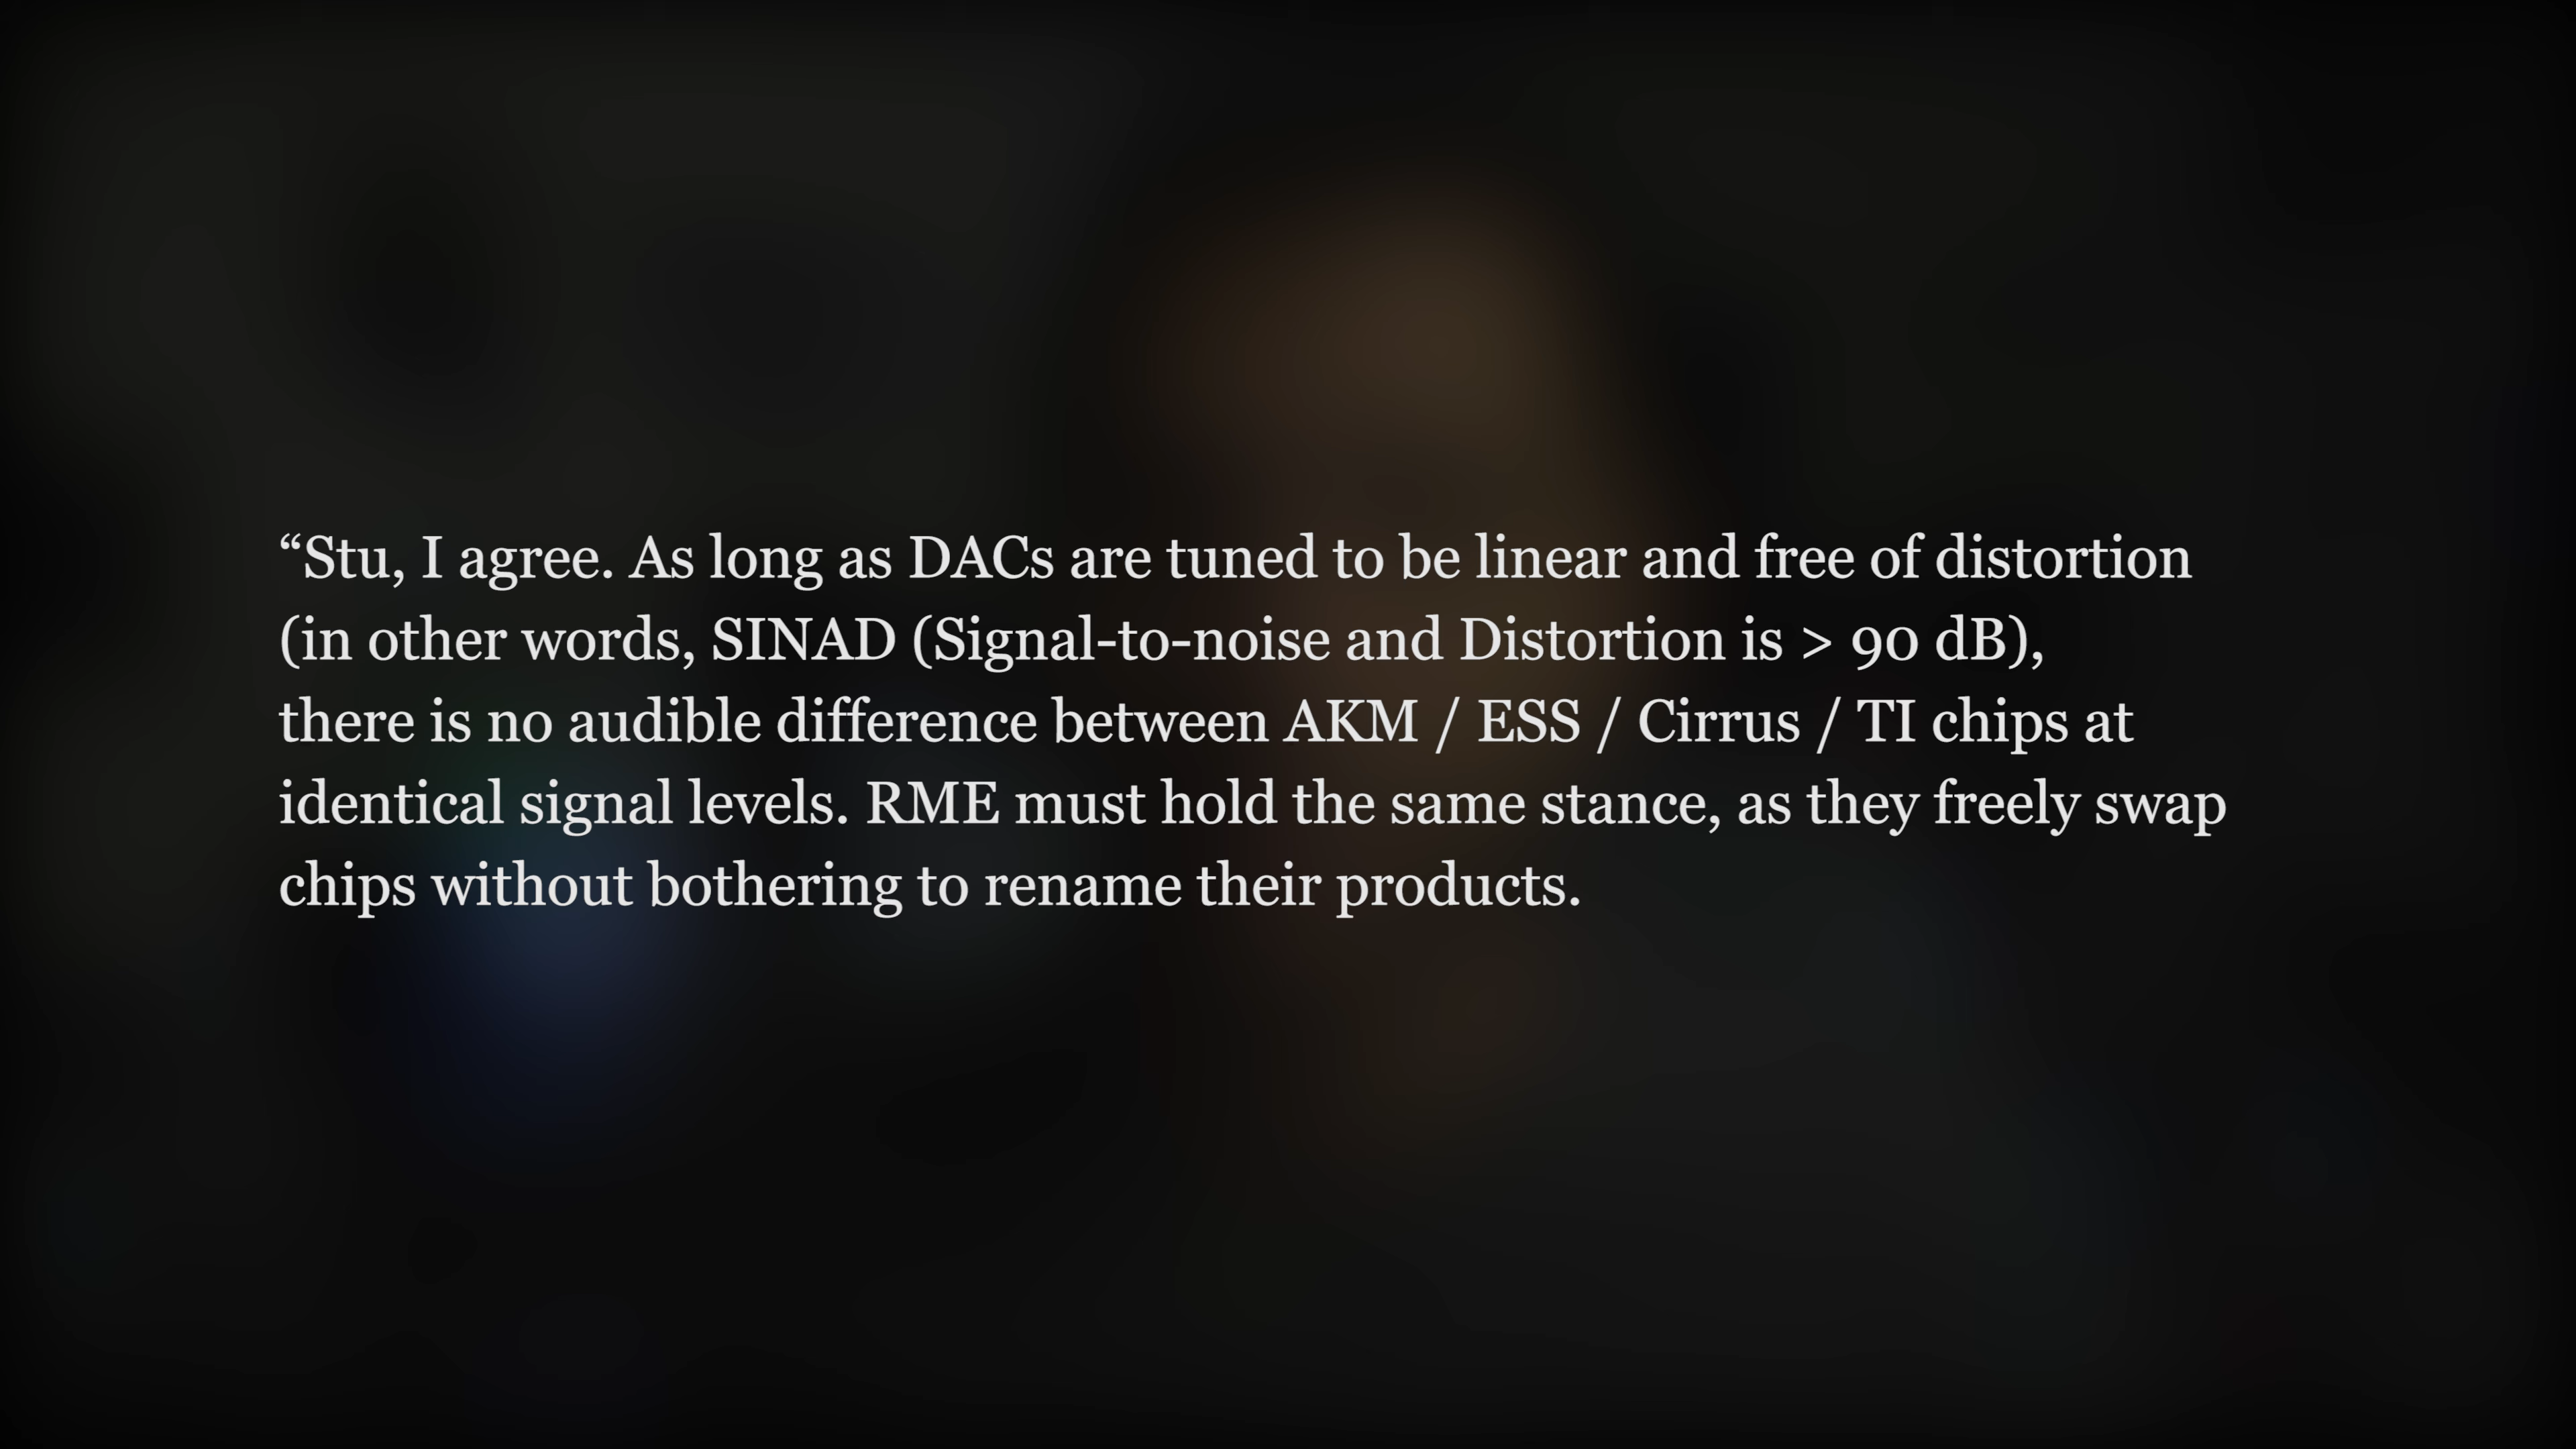 “Stu, I agree. As long as DACs are tuned to be linear and free of distortion
(in other words, SINAD (Signal-to-noise and Distortion is > 90 dB),
there is no audible difference between AKM / ESS / Cirrus / TI chips at
identical signal levels. RME must hold the same stance, as they freely swap
chips without bothering to rename their products.